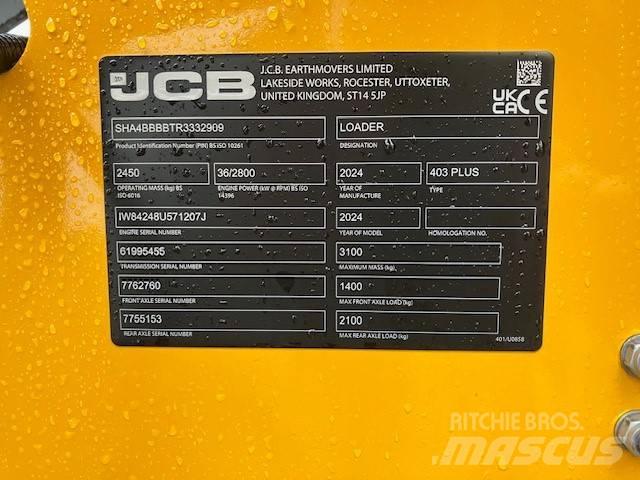 JCB
J.C.B. EARTHMOVERS LIMITED
LAKESIDE WORKS, ROCESTER, UTTOXETER,
UNITED KINGDOM, ST14 5JP
UK
CA CE
SHA4BBBBTR3332909
Product Identification Number (PIN) BS ISO 10261
LOADER
DESIGNATION
2450
OPERATING MASS (kg) BS
ISO 6016
36/2800
ENGINE POWER (kW @ RPM) BS ISO
14396
2024
YEAR OF
MANUFACTURE
403 PLUS
TYPE
IW84248U571207J
ENGINE SERIAL NUMBER
2024
YEAR OF MODEL
HOMOLOGATION NO.
61995455
TRANSMISSION SERIAL NUMBER
3100
MAXIMUM MASS (kg)
7762760
FRONT AXLE SERIAL NUMBER
1400
MAX FRONT AXLE LOAD (kg)
7755153
REAR AXLE SERIAL NUMBER
2100
MAX REAR AXLE LOAD (kg)
401/U0858
RITCHIE BROS.
MASCUS